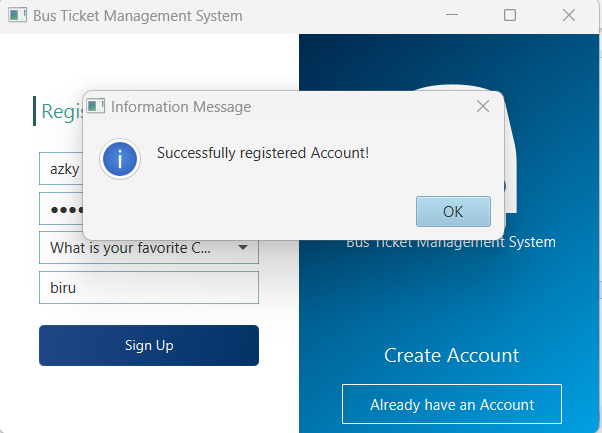 Bus Ticket Management System
Information Message
Successfully registered Account!
OK
azky
What is your favorite C...
biru
Sign Up
Bus Ticket Management System
Create Account
Already have an Account